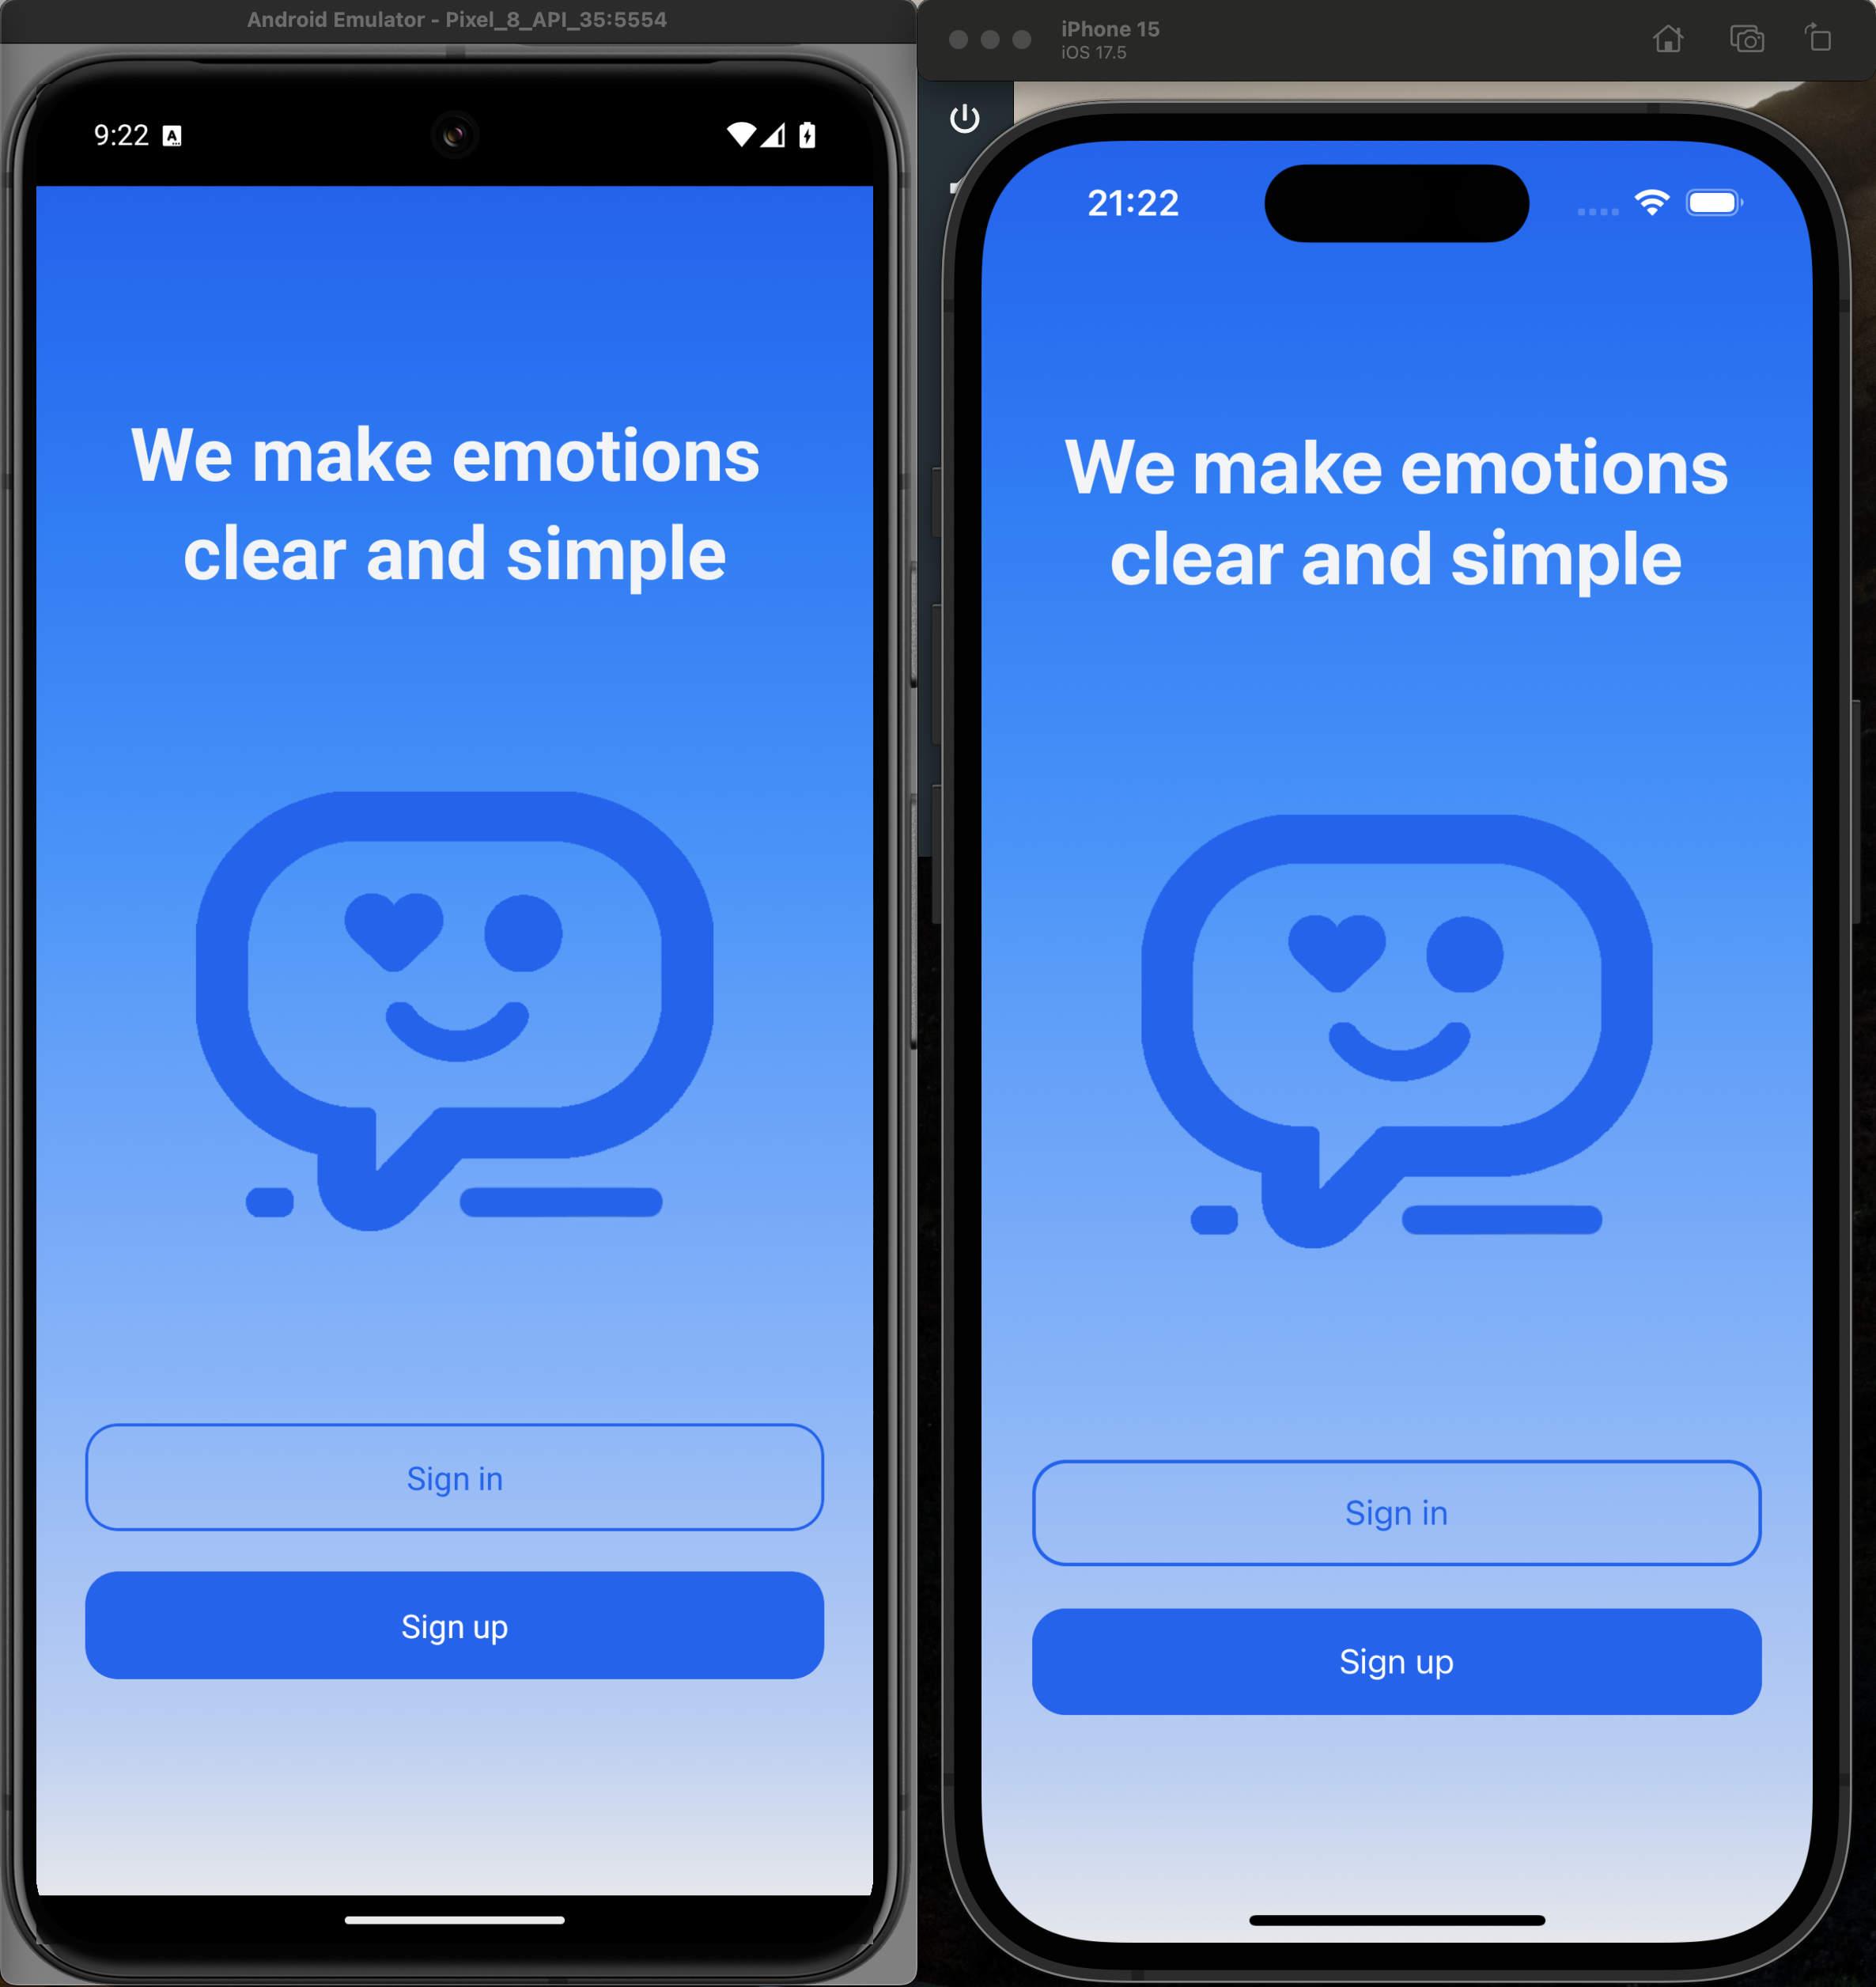 Android Emulator - Pixel_8_API_35:5554
9:22 A
We make emotions
clear and simple
Sign in
Sign up
iPhone 15
iOS 17.5
21:22
We make emotions
clear and simple
Sign in
Sign up